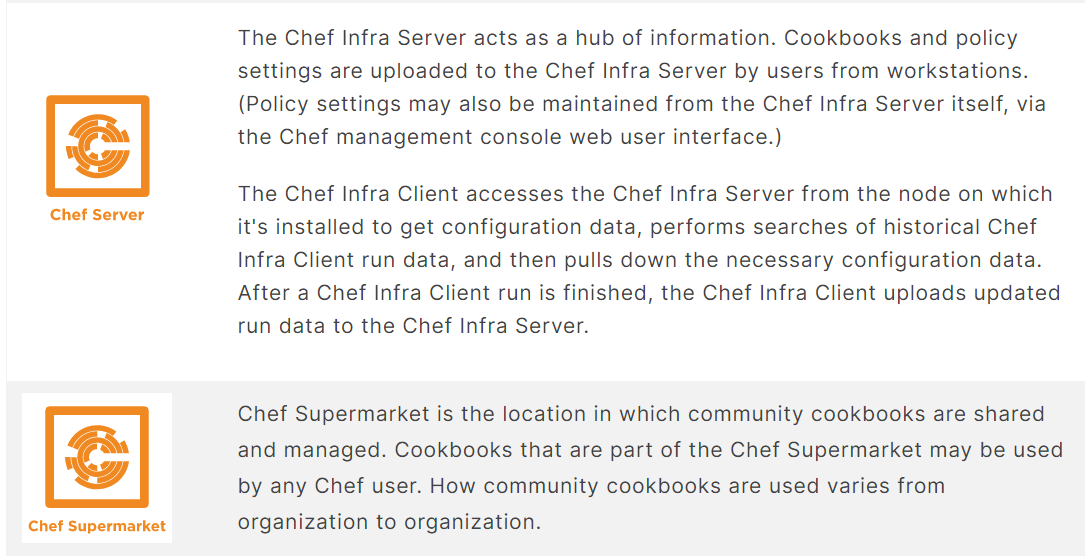 The Chef Infra Server acts as a hub of information. Cookbooks and policy
settings are uploaded to the Chef Infra Server by users from workstations.
(Policy settings may also be maintained from the Chef Infra Server itself, via
the Chef management console web user interface.)
Chef Server
The Chef Infra Client accesses the Chef Infra Server from the node on which
it's installed to get configuration data, performs searches of historical Chef
Infra Client run data, and then pulls down the necessary configuration data.
After a Chef Infra Client run is finished, the Chef Infra Client uploads updated
run data to the Chef Infra Server.
Chef Supermarket is the location in which community cookbooks are shared
and managed. Cookbooks that are part of the Chef Supermarket may be used
by any Chef user. How community cookbooks are used varies from
organization to organization.
Chef Supermarket